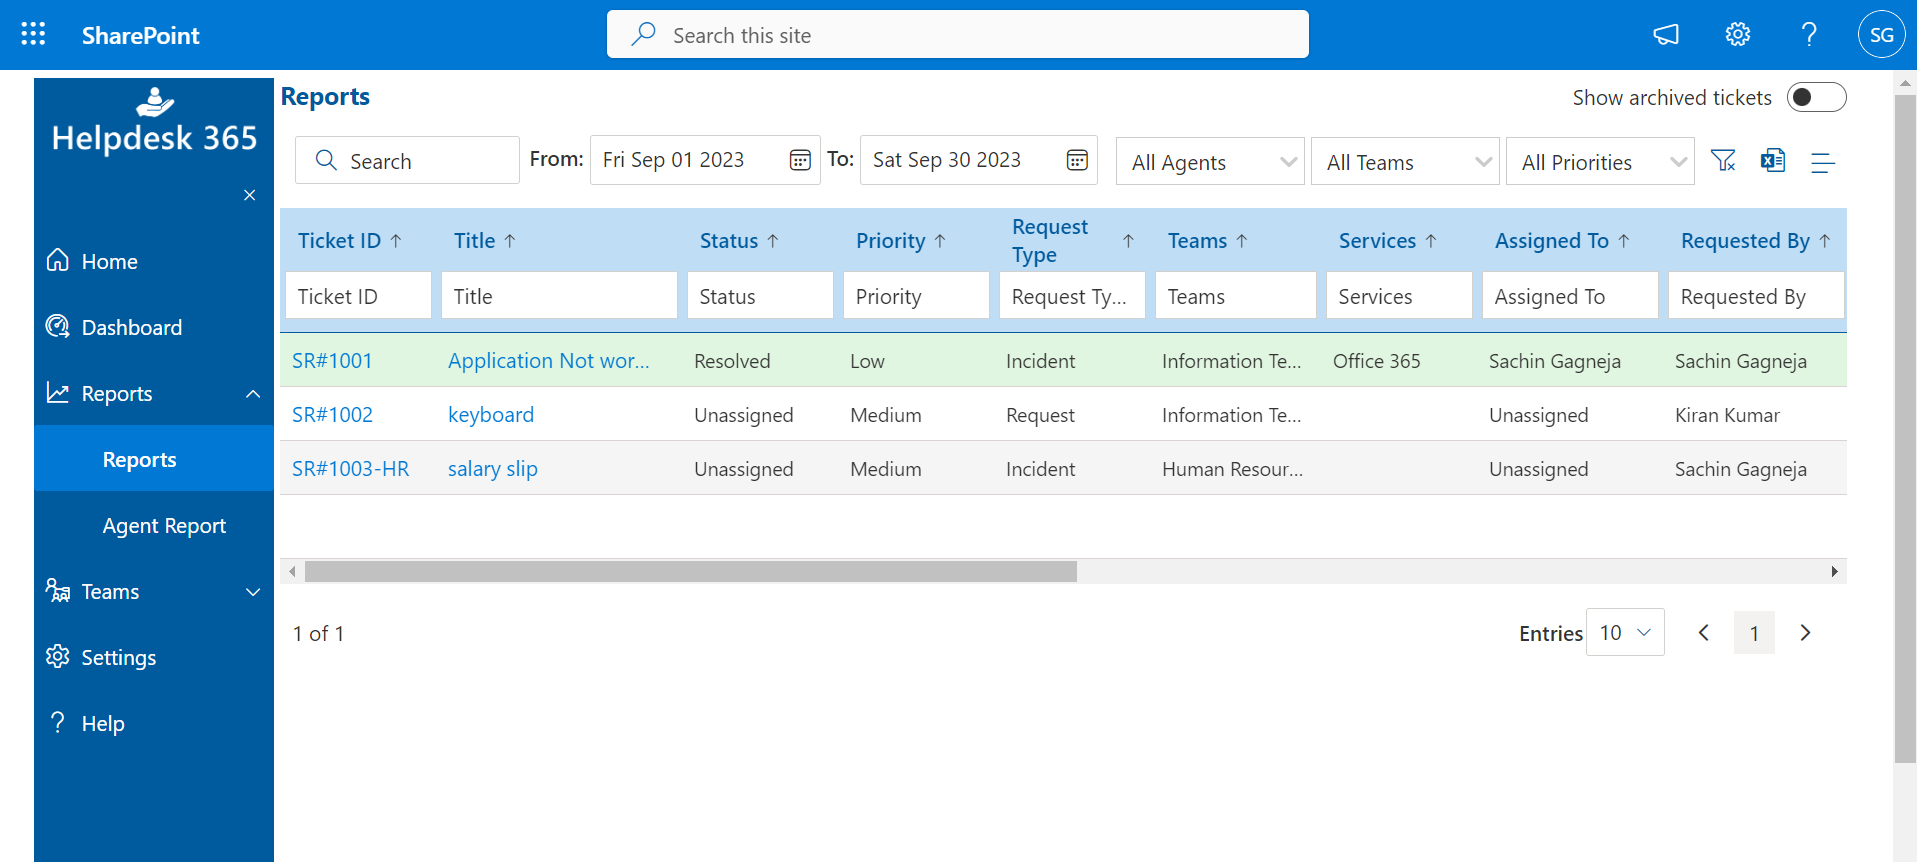 SharePoint
Search this site
SG
Helpdesk 365
Home
Dashboard
Reports
Reports
Agent Report
Teams
Settings
Help
Reports
Show archived tickets
Search From: Fri Sep 01 2023 To: Sat Sep 30 2023 All Agents All Teams All Priorities
Ticket ID Title Status Priority Request Type Teams Services Assigned To Requested By
Ticket ID Title Status Priority Request Ty... Teams Services Assigned To Requested By
SR#1001 Application Not wor... Resolved Low Incident Information Te... Office 365 Sachin Gagneja Sachin Gagneja
SR#1002 keyboard Unassigned Medium Request Information Te... Unassigned Kiran Kumar
SR#1003-HR salary slip Unassigned Medium Incident Human Resour... Unassigned Sachin Gagneja
1 of 1
Entries 10 1